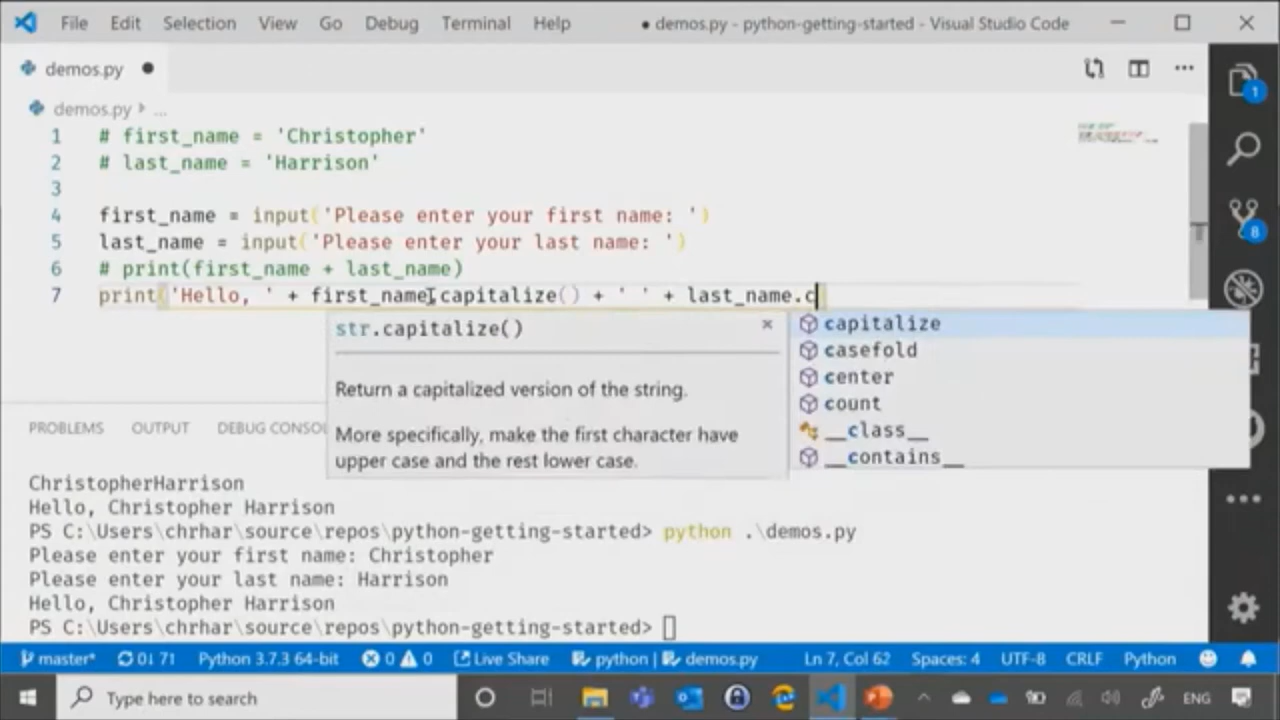 File Edit Selection View Go Debug Terminal Help ● demos.py - python-getting-started - Visual Studio Code
demos.py ●
demos.py › ...
1 # first_name = 'Christopher'
2 # last_name = 'Harrison'
3
4 first_name = input('Please enter your first name: ')
5 last_name = input('Please enter your last name: ')
6 # print(first_name + last_name)
7 print('Hello, ' + first_name.capitalize() + ' ' + last_name.c
str.capitalize() ×
Return a capitalized version of the string.
More specifically, make the first character have
upper case and the rest lower case.
capitalize
casefold
center
count
__class__
__contains__
1
8
PROBLEMS OUTPUT DEBUG CONSOL
ChristopherHarrison
Hello, Christopher Harrison
PS C:\Users\chrhar\source\repos\python-getting-started> python .\demos.py
Please enter your first name: Christopher
Please enter your last name: Harrison
Hello, Christopher Harrison
PS C:\Users\chrhar\source\repos\python-getting-started>
master* 0↓ 7↑ Python 3.7.3 64-bit 0 0 Live Share python | demos.py Ln 7, Col 62 Spaces: 4 UTF-8 CRLF Python
Type here to search ENG